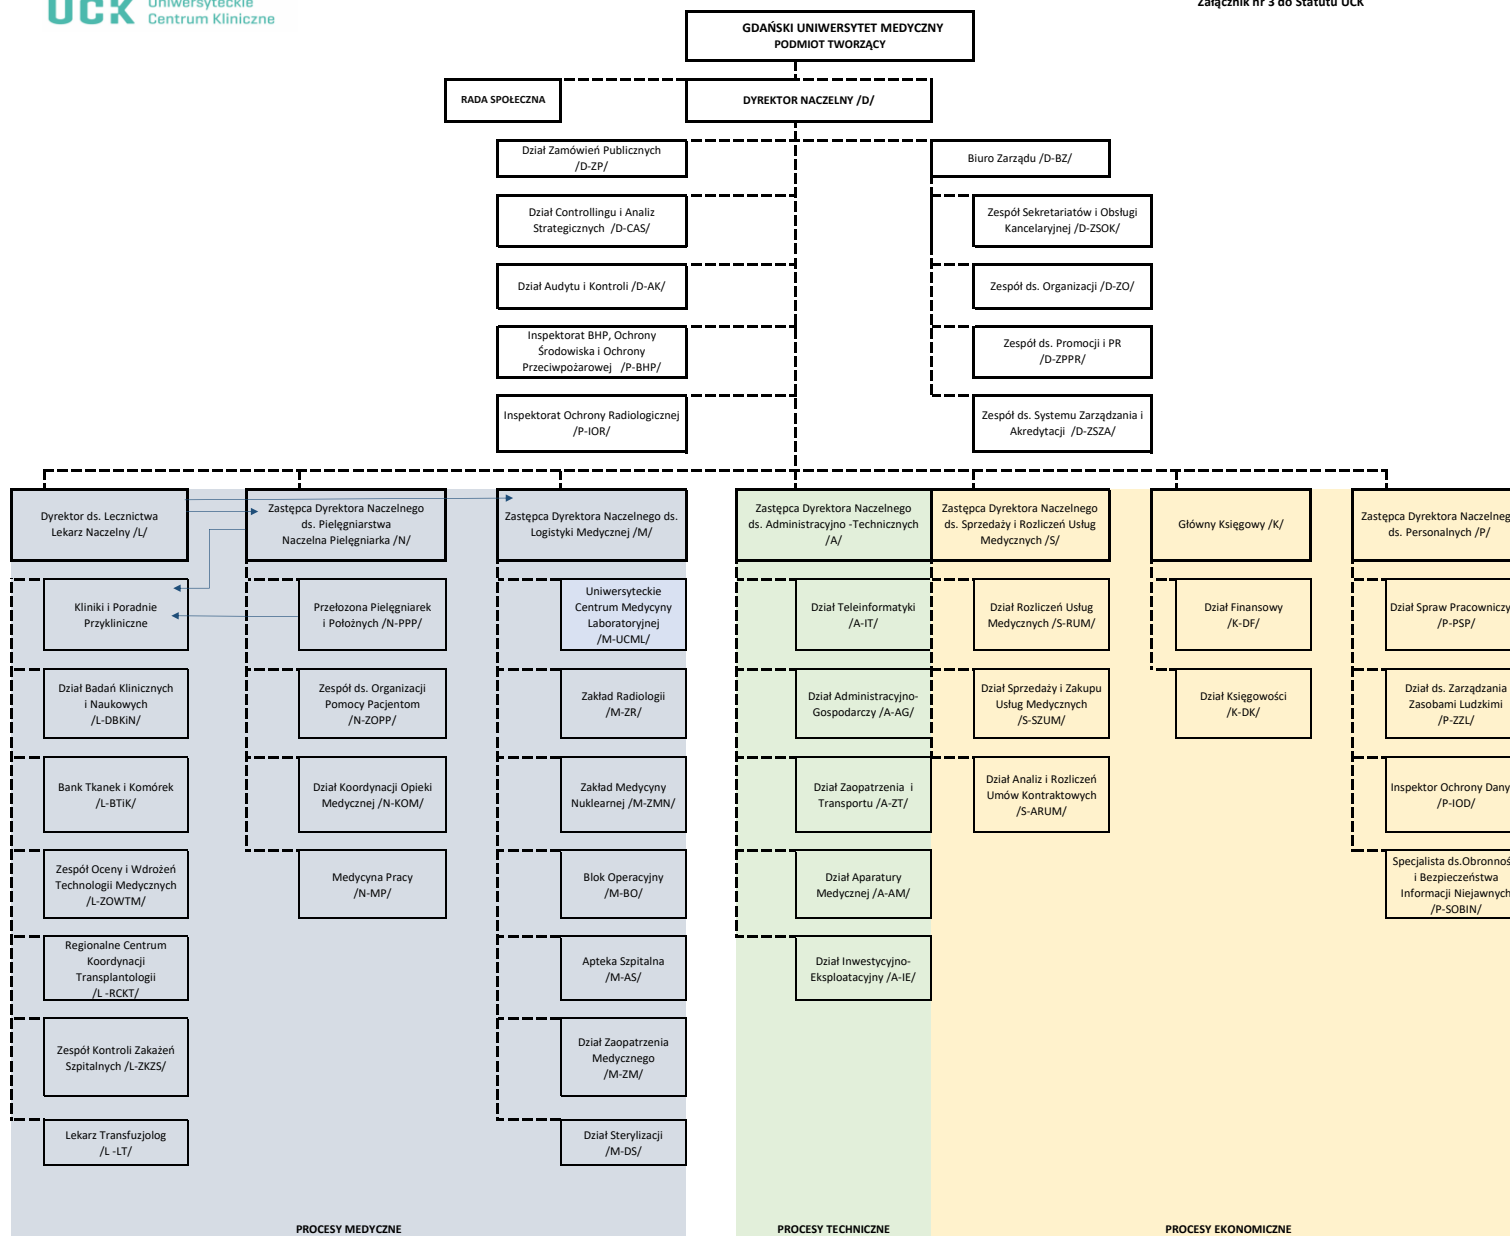 UCK
Uniwersyteckie
Centrum Kliniczne
Załącznik nr 3 do Statutu UCK
GDAŃSKI UNIWERSYTET MEDYCZNY
PODMIOT TWORZĄCY
RADA SPOŁECZNA
DYREKTOR NACZELNY /D/
Dział Zamówień Publicznych
/D-ZP/
Biuro Zarządu /D-BZ/
Dział Controllingu i Analiz
Strategicznych /D-CAS/
Zespół Sekretariatów i Obsługi
Kancelaryjnej /D-ZSOK/
Dział Audytu i Kontroli /D-AK/
Zespół ds. Organizacji /D-ZO/
Inspektorat BHP, Ochrony
Środowiska i Ochrony
Przeciwpożarowej /P-BHP/
Zespół ds. Promocji i PR
/D-ZPPR/
Inspektorat Ochrony Radiologicznej
/P-IOR/
Zespół ds. Systemu Zarządzania i
Akredytacji /D-ZSZA/
Dyrektor ds. Lecznictwa
Lekarz Naczelny /L/
Zastępca Dyrektora Naczelnego
ds. Pielęgniarstwa
Naczelna Pielęgniarka /N/
Zastępca Dyrektora Naczelnego ds.
Logistyki Medycznej /M/
Zastępca Dyrektora Naczelnego
ds. Administracyjno -Technicznych
/A/
Zastępca Dyrektora Naczelnego
ds. Sprzedaży i Rozliczeń Usług
Medycznych /S/
Główny Księgowy /K/
Zastępca Dyrektora Naczelneg
ds. Personalnych /P/
Kliniki i Poradnie
Przykliniczne
Przełożona Pielęgniarek
i Położnych /N-PPP/
Uniwersyteckie
Centrum Medycyny
Laboratoryjnej
/M-UCML/
Dział Teleinformatyki
/A-IT/
Dział Rozliczeń Usług
Medycznych /S-RUM/
Dział Finansowy
/K-DF/
Dział Spraw Pracowniczy
/P-PSP/
Dział Badań Klinicznych
i Naukowych
/L-DBKiN/
Zespół ds. Organizacji
Pomocy Pacjentom
/N-ZOPP/
Zakład Radiologii
/M-ZR/
Dział Administracyjno-
Gospodarczy /A-AG/
Dział Sprzedaży i Zakupu
Usług Medycznych
/S-SZUM/
Dział Księgowości
/K-DK/
Dział ds. Zarządzania
Zasobami Ludzkimi
/P-ZZL/
Bank Tkanek i Komórek
/L-BTiK/
Dział Koordynacji Opieki
Medycznej /N-KOM/
Zakład Medycyny
Nuklearnej /M-ZMN/
Dział Zaopatrzenia i
Transportu /A-ZT/
Dział Analiz i Rozliczeń
Umów Kontraktowych
/S-ARUM/
Inspektor Ochrony Dany
/P-IOD/
Zespół Oceny i Wdrożeń
Technologii Medycznych
/L-ZOWTM/
Medycyna Pracy
/N-MP/
Blok Operacyjny
/M-BO/
Dział Aparatury
Medycznej /A-AM/
Specjalista ds.Obronnoś
i Bezpieczeństwa
Informacji Niejawnych
/P-SOBIN/
Regionalne Centrum
Koordynacji
Transplantologii
/L -RCKT/
Apteka Szpitalna
/M-AS/
Dział Inwestycyjno-
Eksploatacyjny /A-IE/
Zespół Kontroli Zakażeń
Szpitalnych /L-ZKZS/
Dział Zaopatrzenia
Medycznego
/M-ZM/
Lekarz Transfuzjolog
/L -LT/
Dział Sterylizacji
/M-DS/
PROCESY MEDYCZNE
PROCESY TECHNICZNE
PROCESY EKONOMICZNE